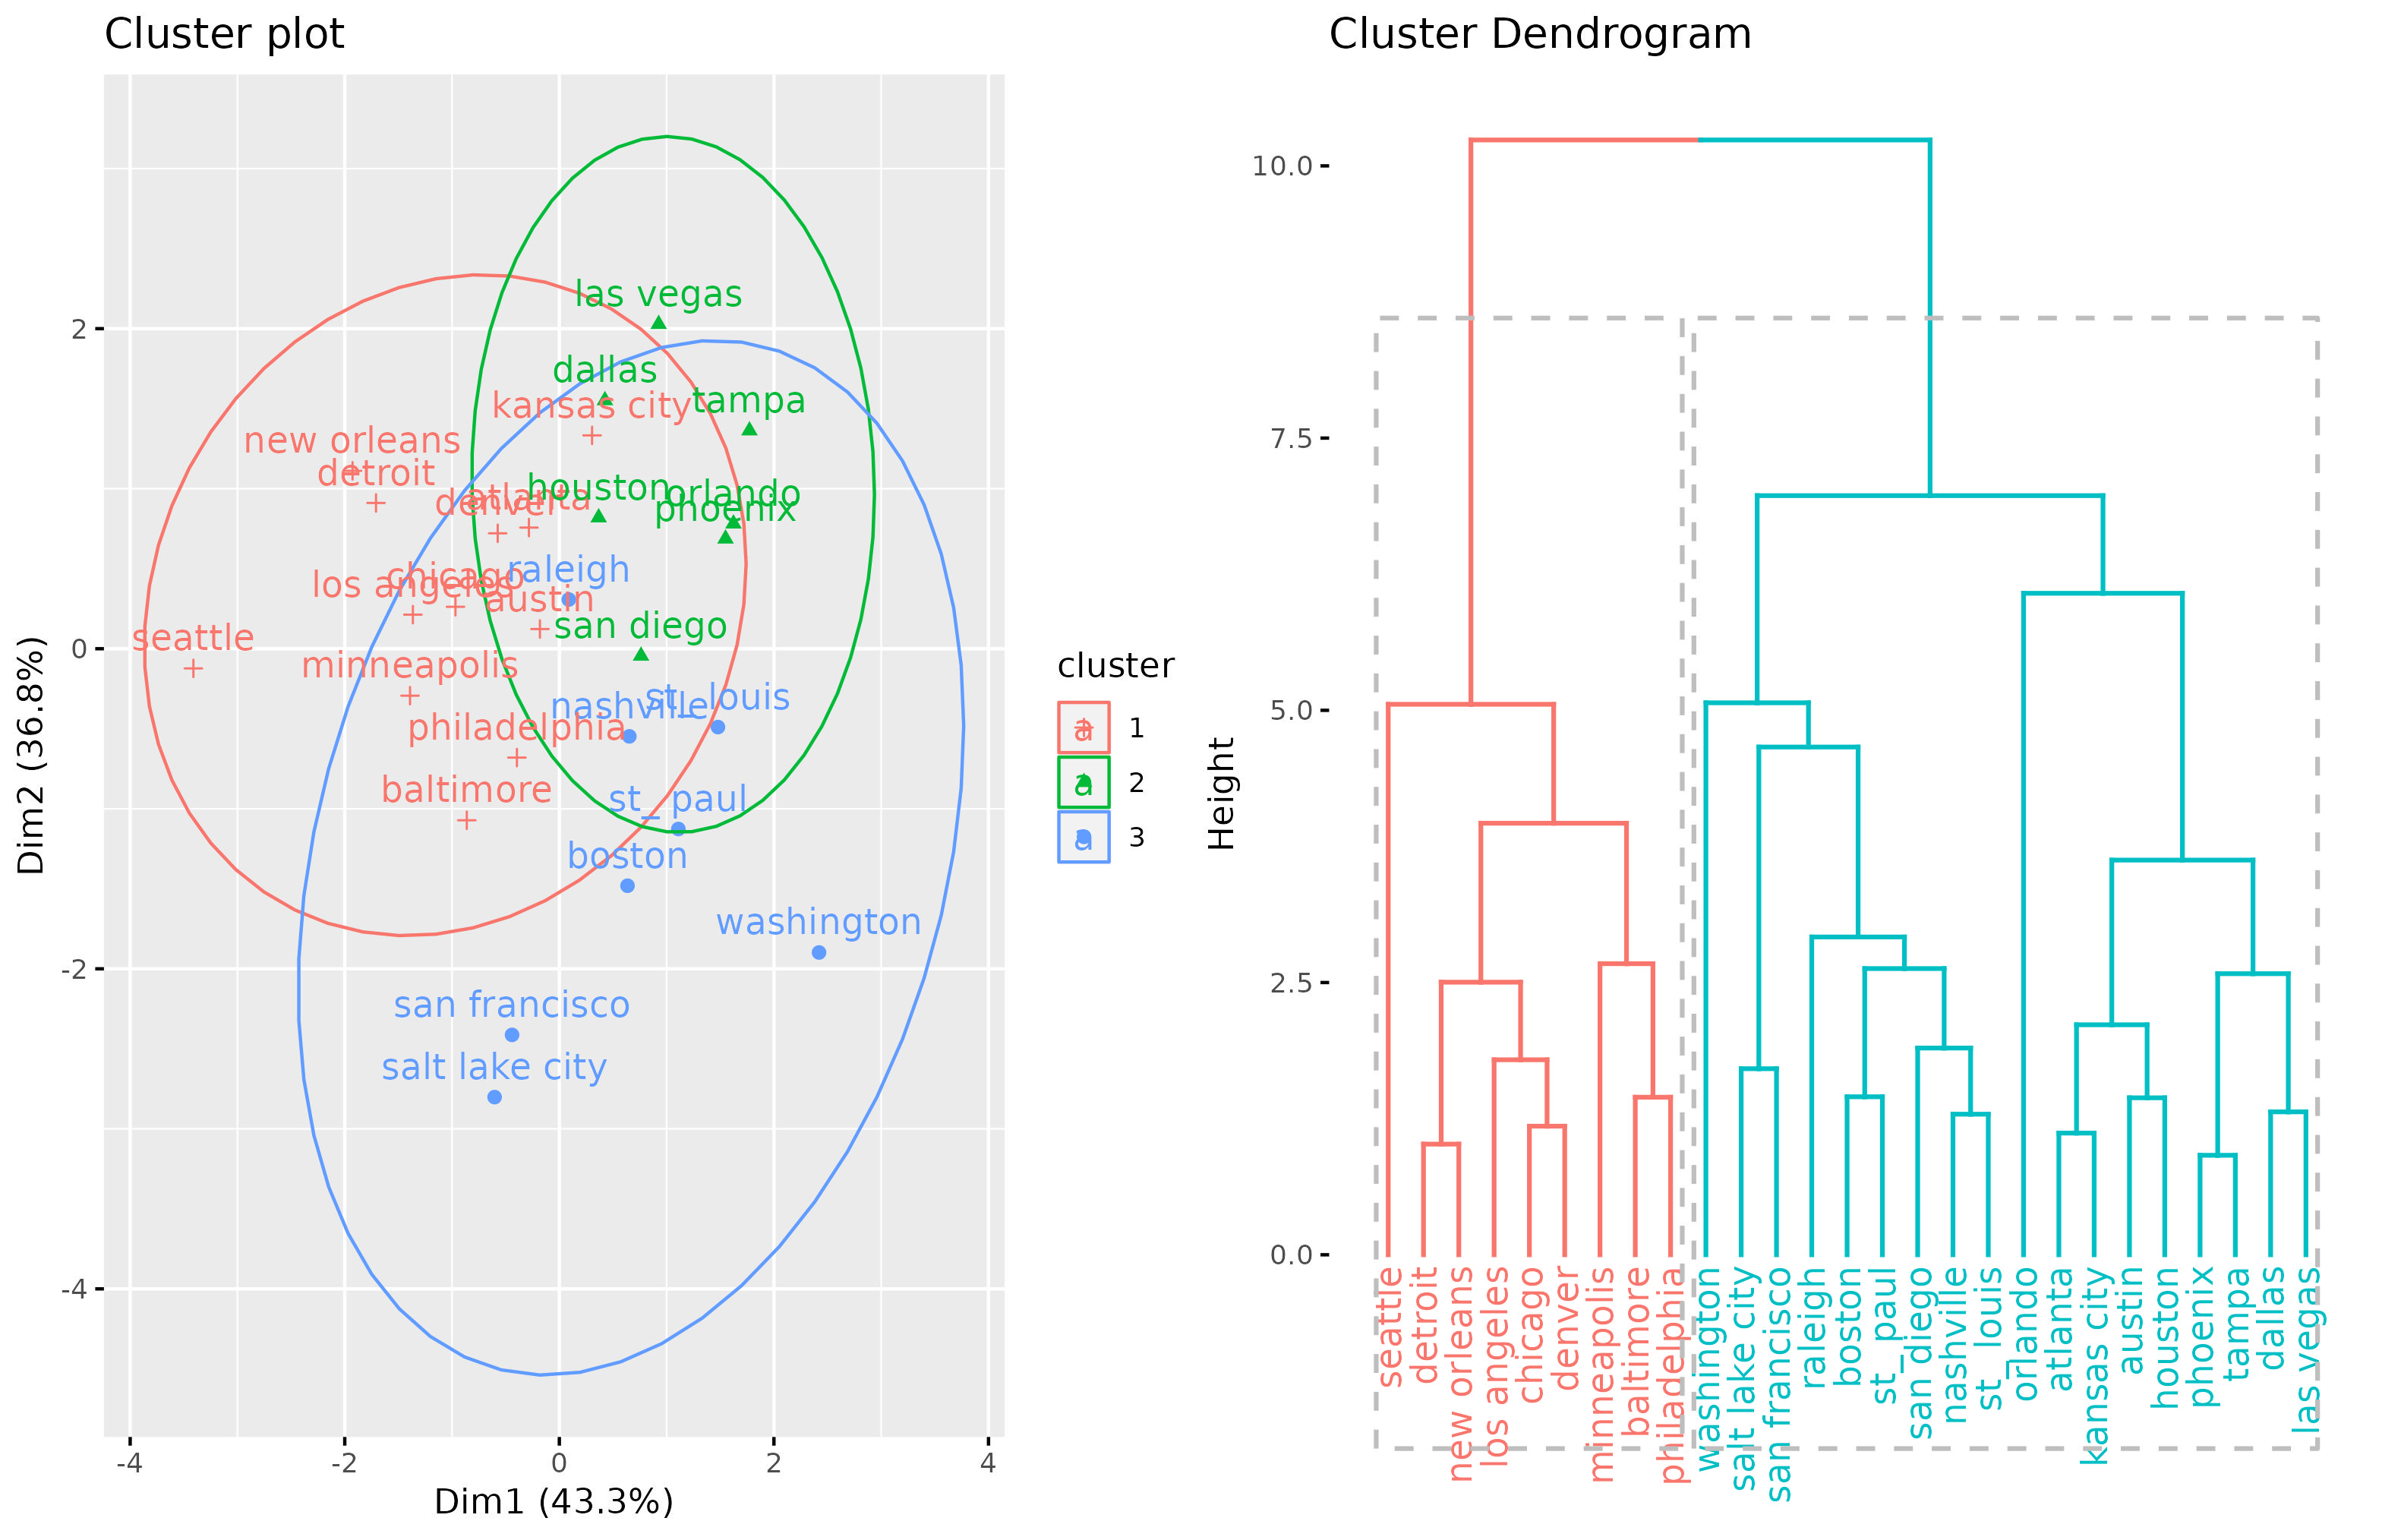 Cluster plot
las vegas
dallas
kansas city
tampa
new orleans
detroit
houston
orlando
denver
atlanta
phoenix
raleigh
chicago
los angeles
austin
san diego
seattle
minneapolis
nashville
st_louis
philadelphia
baltimore
st_paul
boston
washington
san francisco
salt lake city
2
0
-2
-4
Dim2 (36.8%)
-4
-2
0
2
4
Dim1 (43.3%)
cluster
a 1
a 2
a 3
Cluster Dendrogram
10.0
7.5
5.0
2.5
0.0
Height
seattle
detroit
new orleans
los angeles
chicago
denver
minneapolis
baltimore
philadelphia
washington
salt lake city
san francisco
raleigh
boston
st_paul
san diego
nashville
st_louis
orlando
atlanta
kansas city
austin
houston
phoenix
tampa
dallas
las vegas